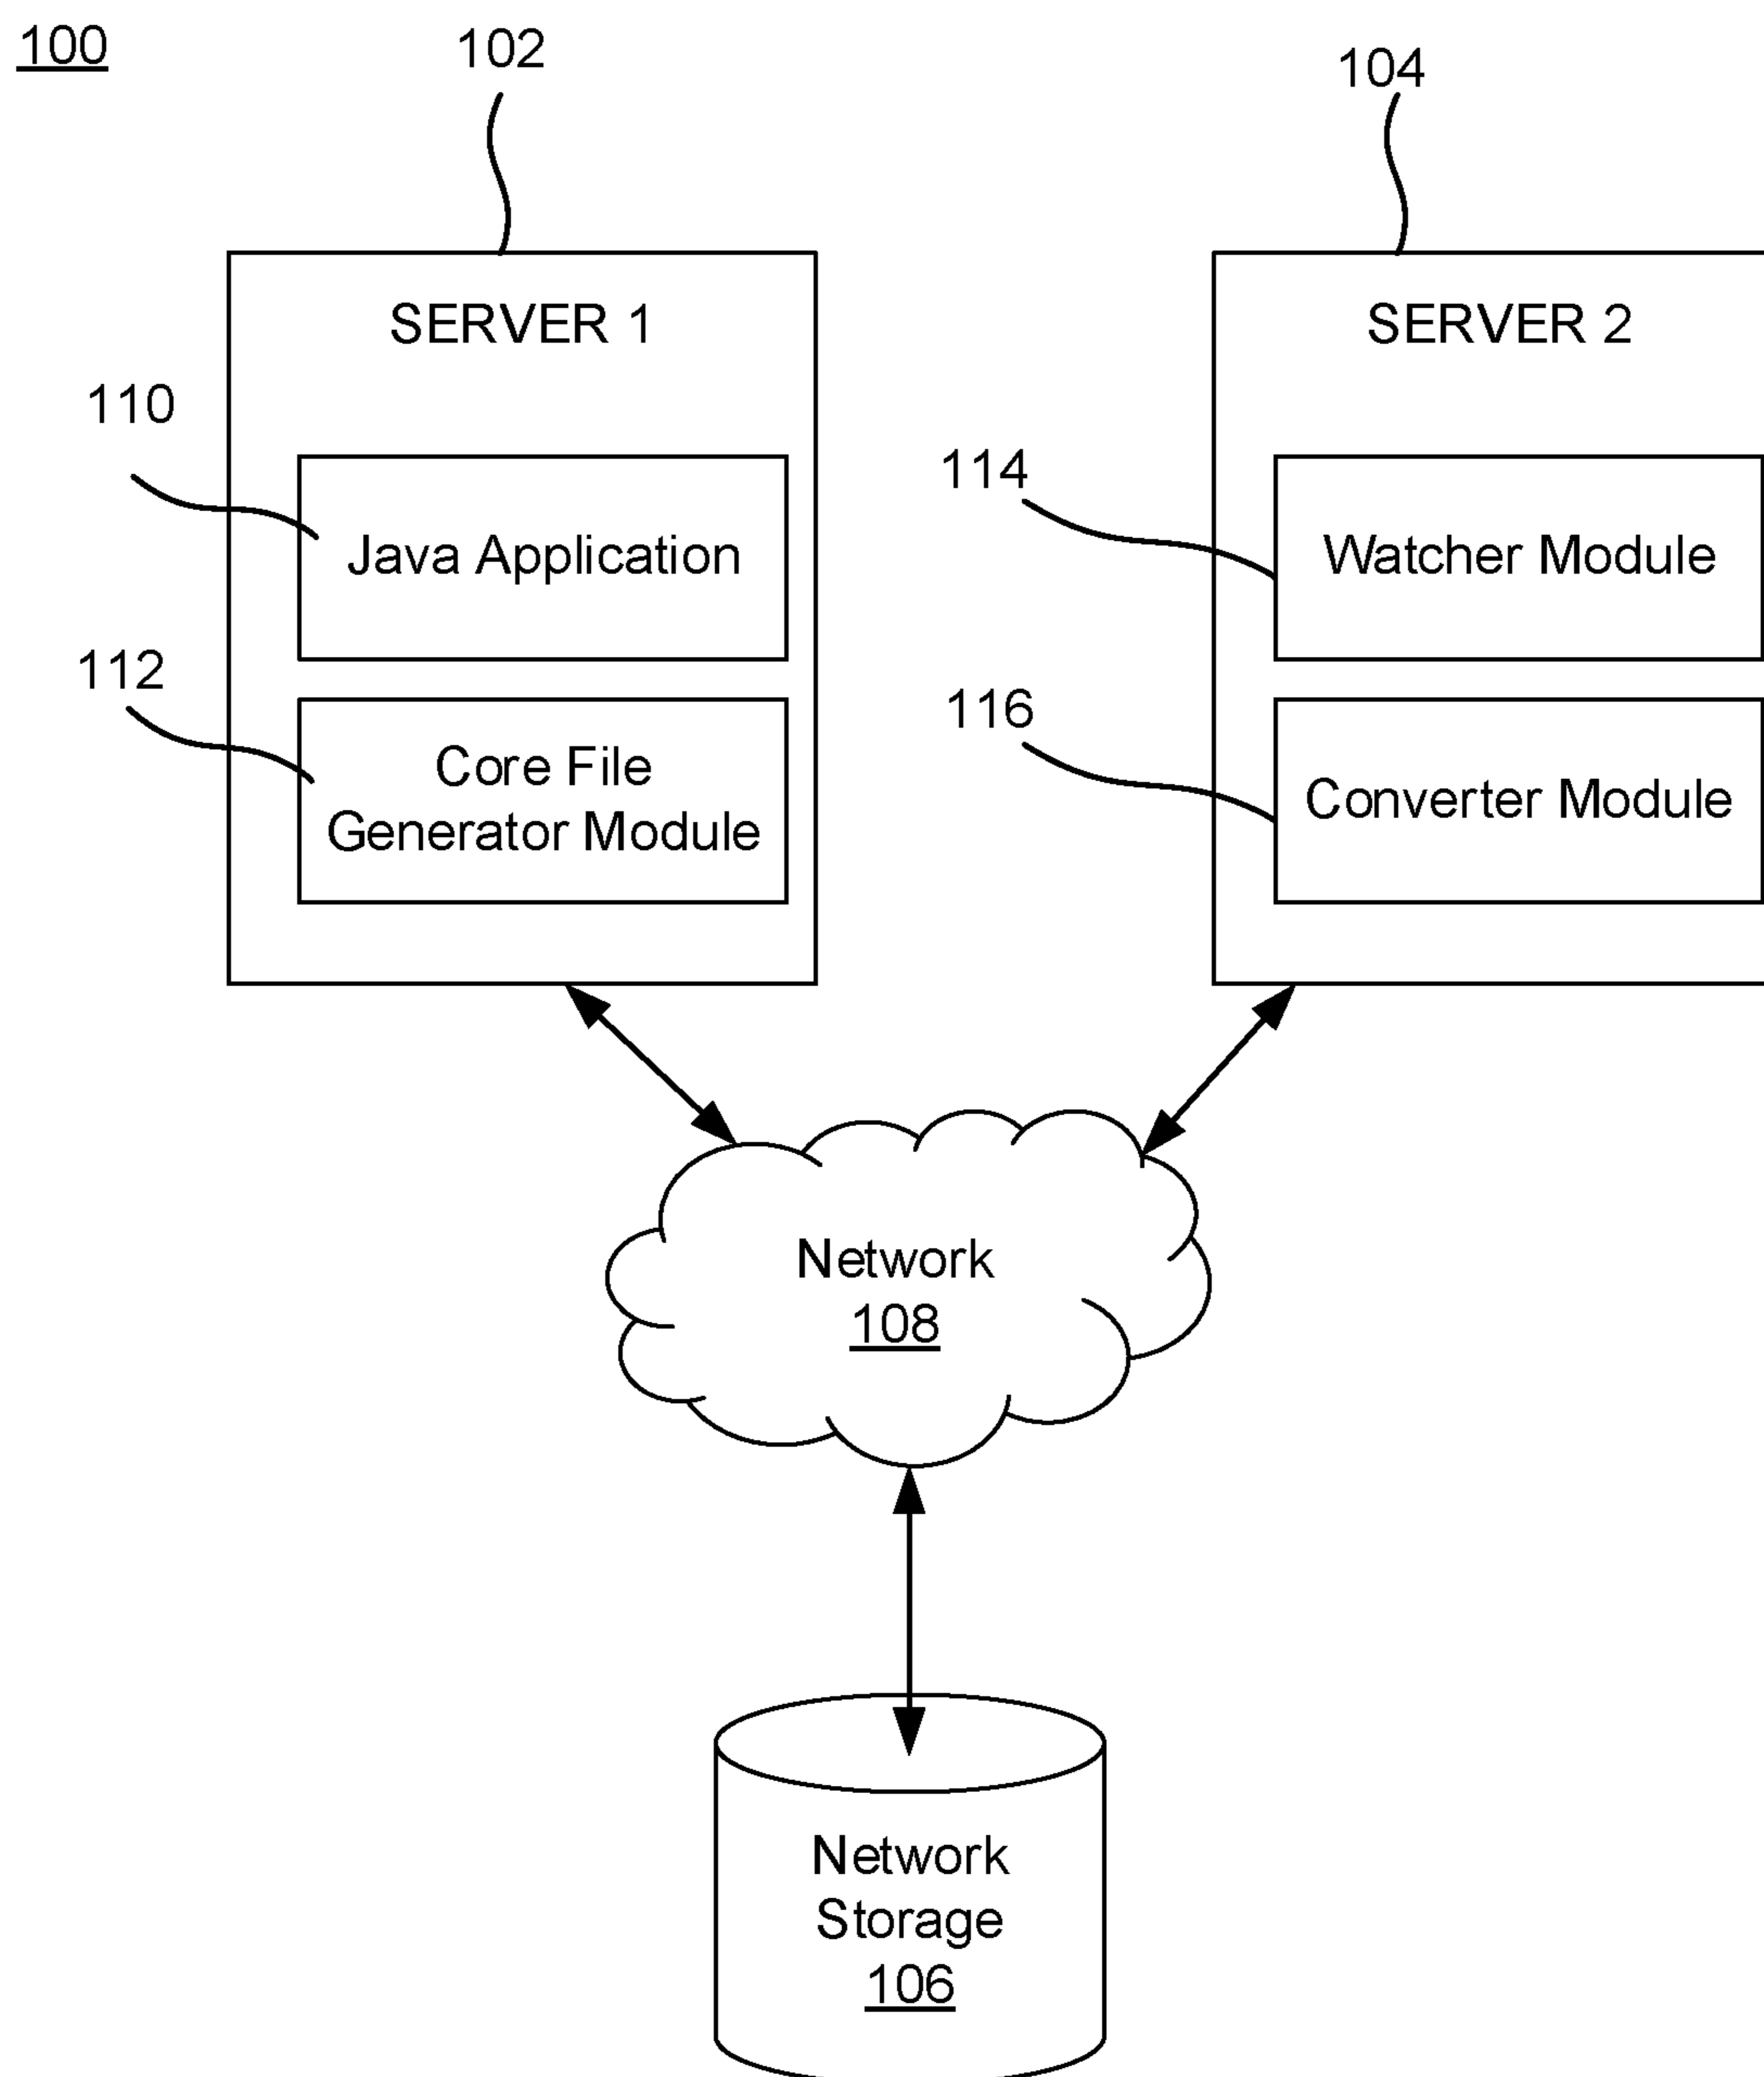 100
102
104
SERVER 1
SERVER 2
110
114
Java Application
Watcher Module
112
116
Core File
Generator Module
Converter Module
Network
108
Network
Storage
106